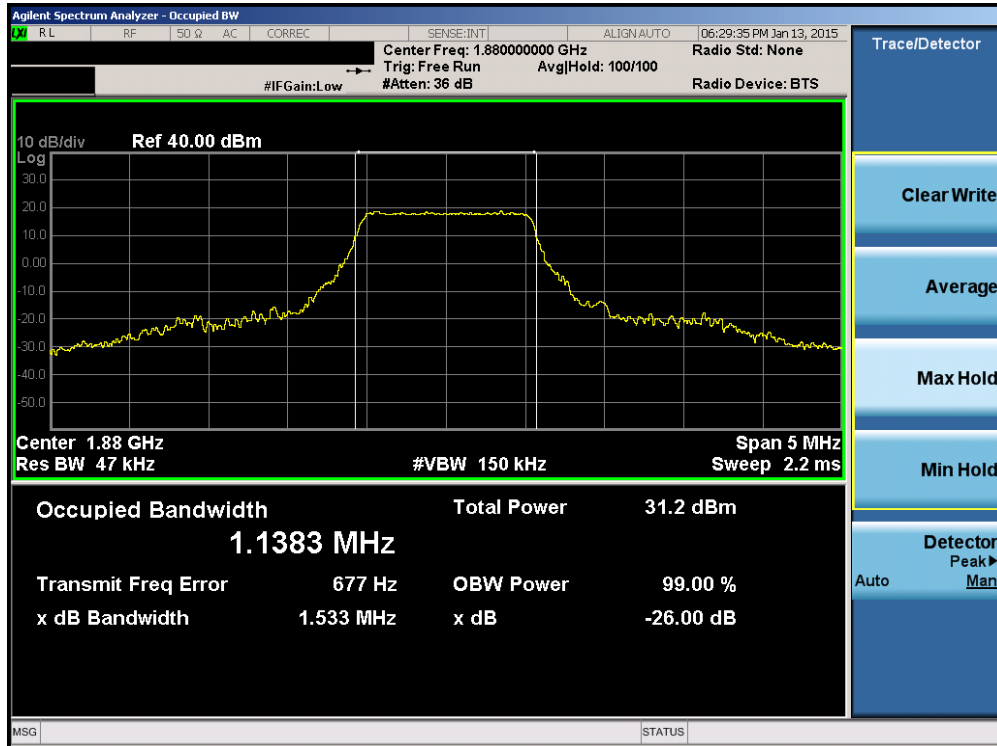 Agilent Spectrum Analyzer - Occupied BW
LXI RL RF 50 Ω AC CORREC SENSE:INT ALIGN AUTO 06:29:35 PM Jan 13, 2015
Center Freq: 1.880000000 GHz Radio Std: None
Trig: Free Run Avg|Hold: 100/100
#IFGain:Low #Atten: 36 dB Radio Device: BTS
10 dB/div Ref 40.00 dBm
Log
30.0
20.0
10.0
0.00
-10.0
-20.0
-30.0
-40.0
-50.0
Center 1.88 GHz Span 5 MHz
Res BW 47 kHz #VBW 150 kHz Sweep 2.2 ms
Occupied Bandwidth Total Power 31.2 dBm
1.1383 MHz
Transmit Freq Error 677 Hz OBW Power 99.00 %
x dB Bandwidth 1.533 MHz x dB -26.00 dB
MSG STATUS
Trace/Detector
Clear Write
Average
Max Hold
Min Hold
Detector
Peak▶
Auto Man